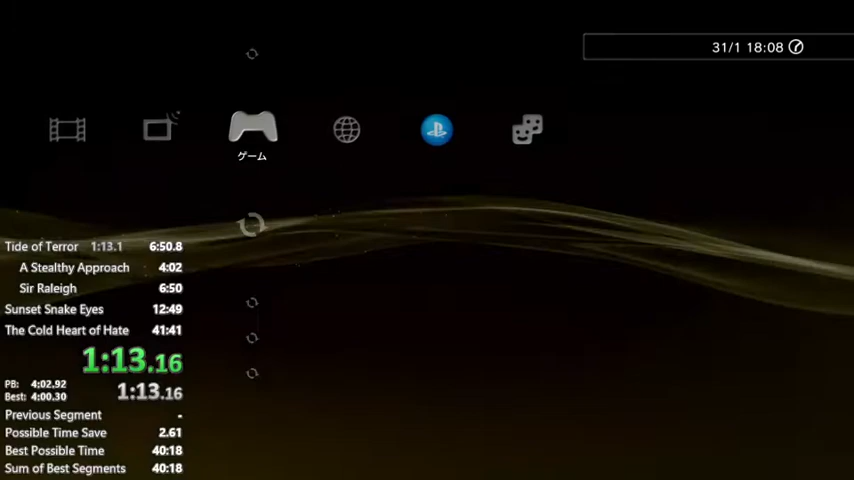 31/1 18:08
ゲーム
Tide of Terror 1:13.1 6:50.8
A Stealthy Approach 4:02
Sir Raleigh 6:50
Sunset Snake Eyes 12:49
The Cold Heart of Hate 41:41
1:13.16
PB: 4:02.92
Best: 4:00.30
1:13.16
Previous Segment -
Possible Time Save 2.61
Best Possible Time 40:18
Sum of Best Segments 40:18